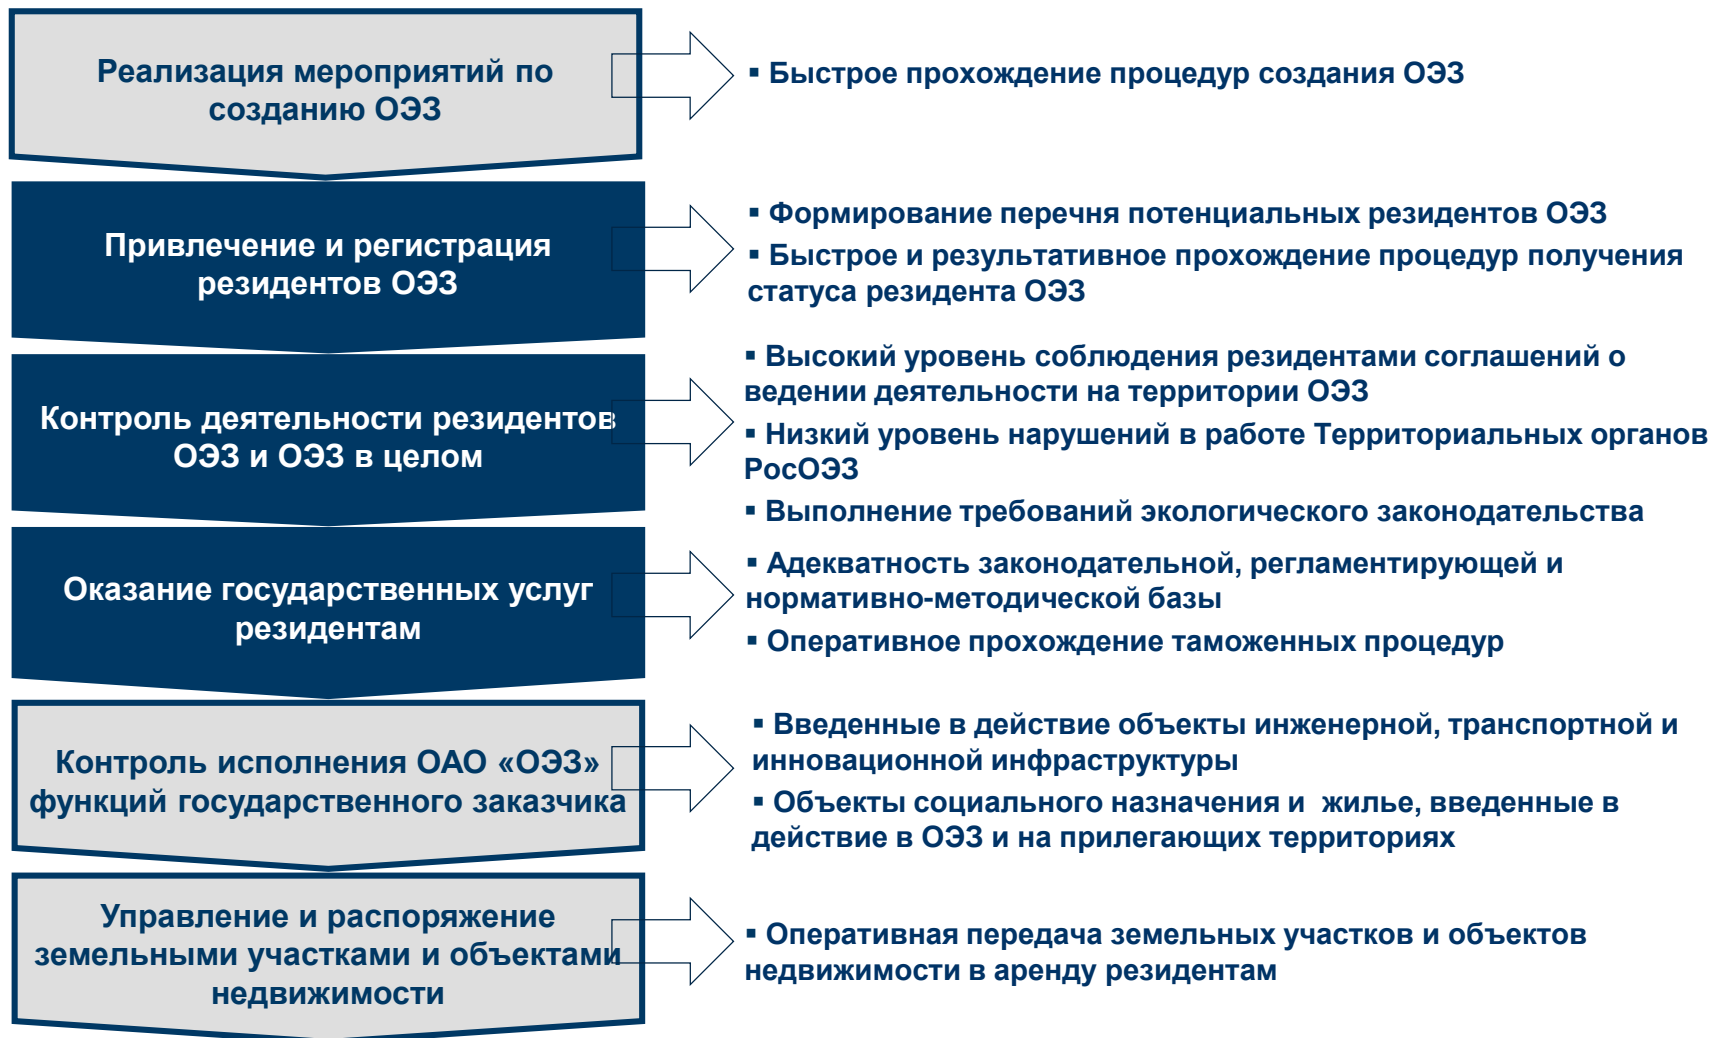 Реализация мероприятий по
созданию ОЭЗ
▪ Быстрое прохождение процедур создания ОЭЗ
Привлечение и регистрация
резидентов ОЭЗ
▪ Формирование перечня потенциальных резидентов ОЭЗ
▪ Быстрое и результативное прохождение процедур получения
статуса резидента ОЭЗ
Контроль деятельности резидентов
ОЭЗ и ОЭЗ в целом
▪ Высокий уровень соблюдения резидентами соглашений о
ведении деятельности на территории ОЭЗ
▪ Низкий уровень нарушений в работе Территориальных органов
РосОЭЗ
▪ Выполнение требований экологического законодательства
Оказание государственных услуг
резидентам
▪ Адекватность законодательной, регламентирующей и
нормативно-методической базы
▪ Оперативное прохождение таможенных процедур
Контроль исполнения ОАО «ОЭЗ»
функций государственного заказчика
▪ Введенные в действие объекты инженерной, транспортной и
инновационной инфраструктуры
▪ Объекты социального назначения и жилье, введенные в
действие в ОЭЗ и на прилегающих территориях
Управление и распоряжение
земельными участками и объектами
недвижимости
▪ Оперативная передача земельных участков и объектов
недвижимости в аренду резидентам